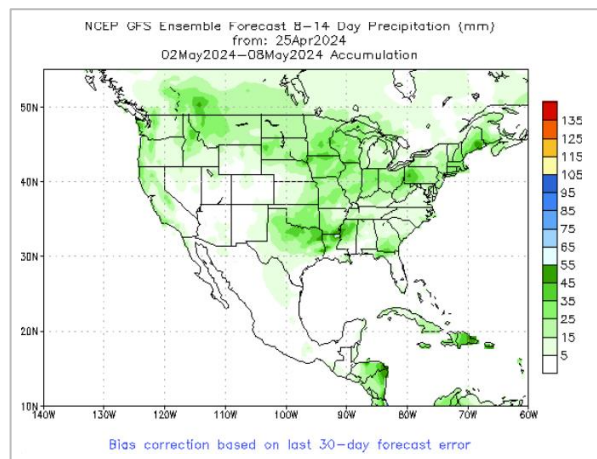 NCEP GFS Ensemble Forecast 8-14 Day Precipitation (mm)
from: 25Apr2024
02May2024-08May2024 Accumulation
50N
40N
30N
20N
10N
140W
130W
120W
110W
100W
90W
80W
70W
60W
135
125
115
105
95
85
75
65
55
45
35
25
15
5
Bias correction based on last 30-day forecast error